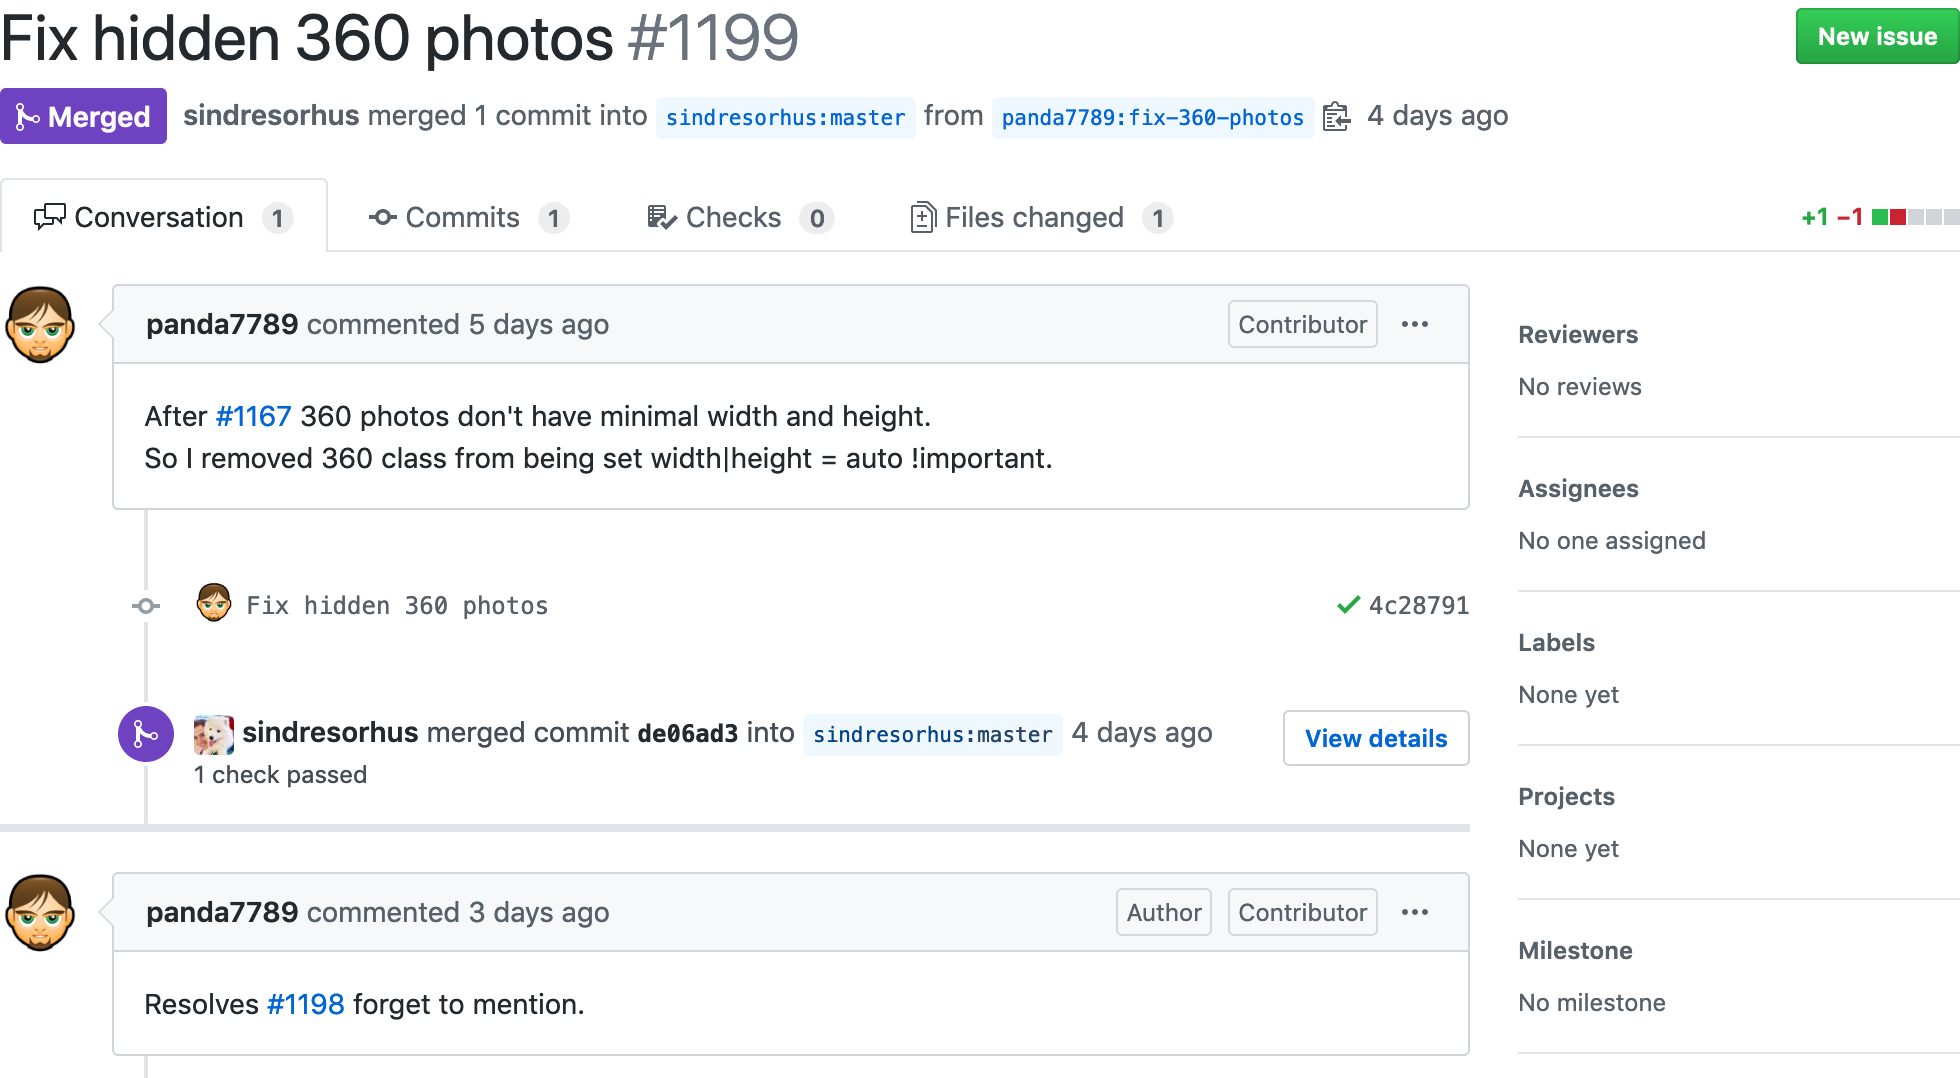 Fix hidden 360 photos #1199
New issue
Merged sindresorhus merged 1 commit into sindresorhus:master from panda7789:fix-360-photos 4 days ago
Conversation 1 Commits 1 Checks 0 Files changed 1 +1 −1
panda7789 commented 5 days ago Contributor
After #1167 360 photos don't have minimal width and height.
So I removed 360 class from being set width|height = auto !important.
Fix hidden 360 photos 4c28791
sindresorhus merged commit de06ad3 into sindresorhus:master 4 days ago View details
1 check passed
panda7789 commented 3 days ago Author Contributor
Resolves #1198 forget to mention.
Reviewers
No reviews
Assignees
No one assigned
Labels
None yet
Projects
None yet
Milestone
No milestone